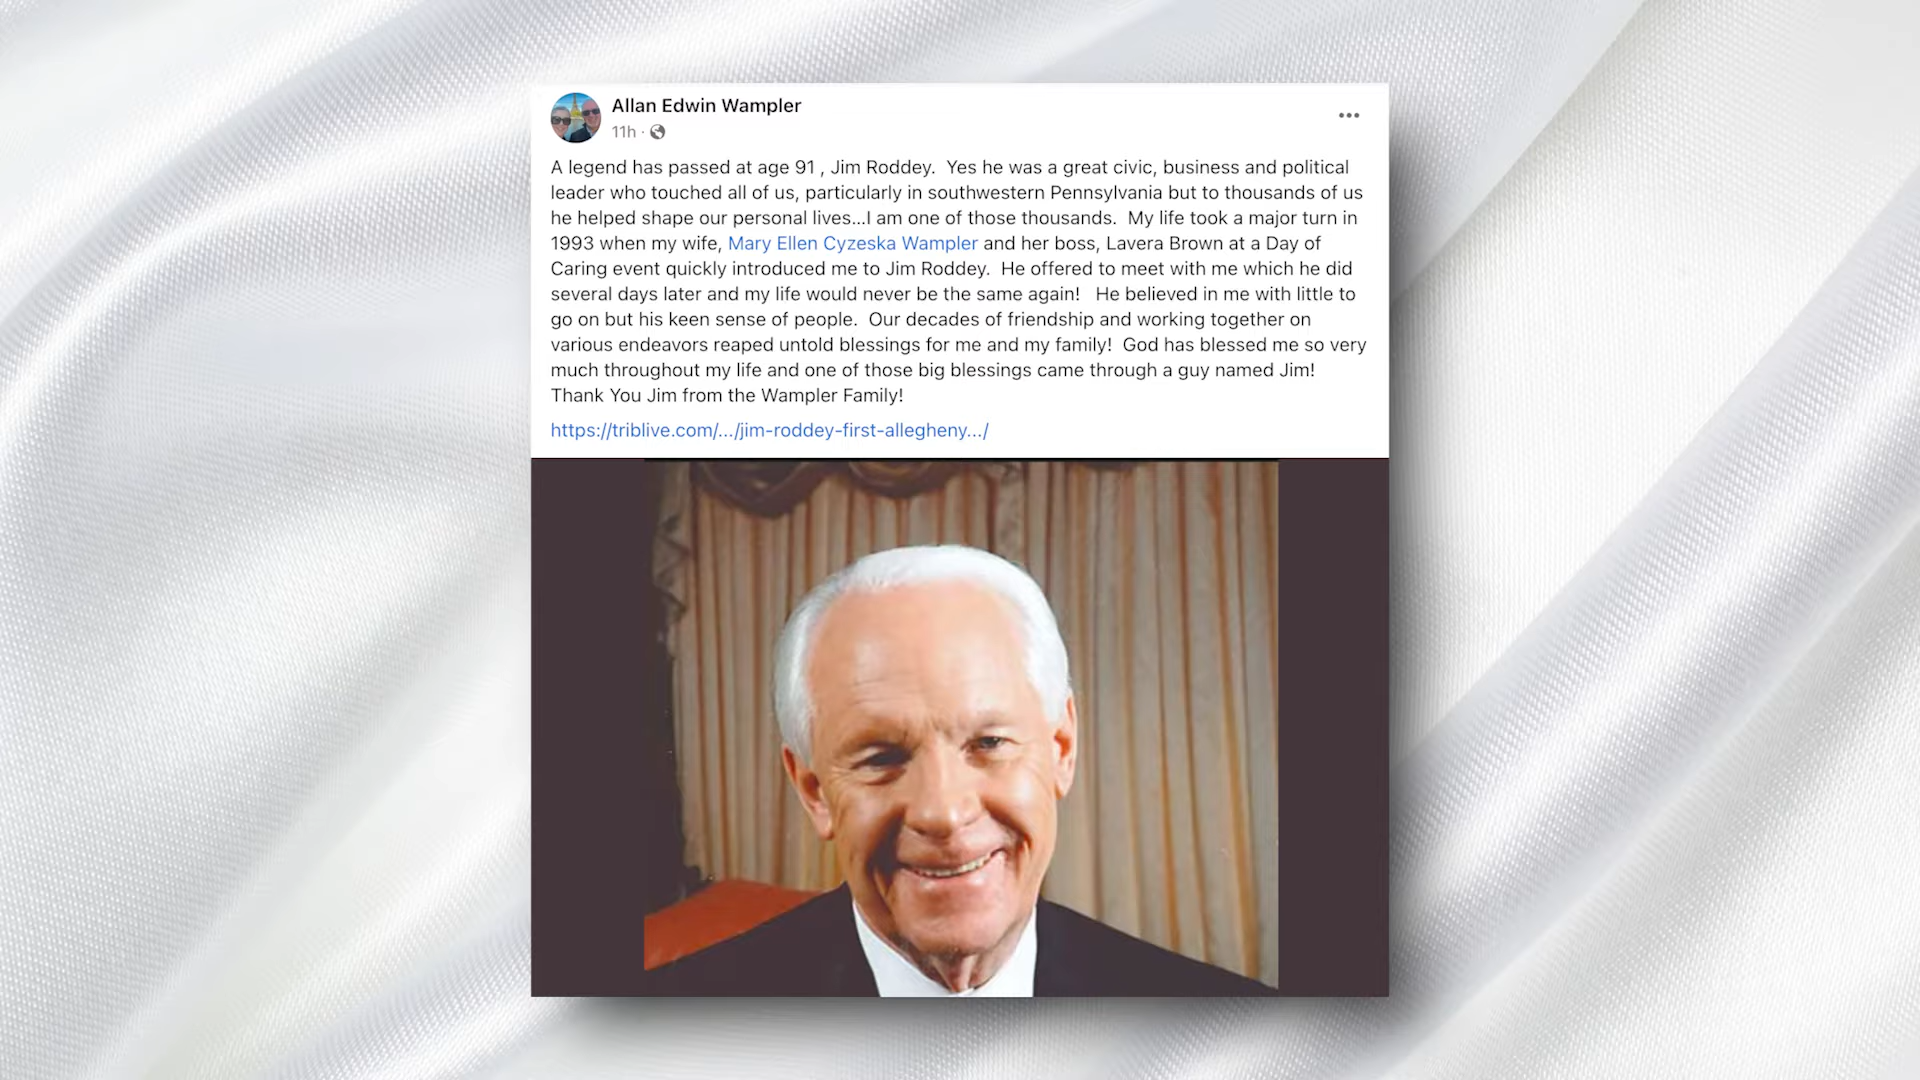 Allan Edwin Wampler
11h ·
A legend has passed at age 91 , Jim Roddey.  Yes he was a great civic, business and political
leader who touched all of us, particularly in southwestern Pennsylvania but to thousands of us
he helped shape our personal lives...I am one of those thousands.  My life took a major turn in
1993 when my wife, Mary Ellen Cyzeska Wampler and her boss, Lavera Brown at a Day of
Caring event quickly introduced me to Jim Roddey.  He offered to meet with me which he did
several days later and my life would never be the same again!   He believed in me with little to
go on but his keen sense of people.  Our decades of friendship and working together on
various endeavors reaped untold blessings for me and my family!  God has blessed me so very
much throughout my life and one of those big blessings came through a guy named Jim!
Thank You Jim from the Wampler Family!
https://triblive.com/.../jim-roddey-first-allegheny.../